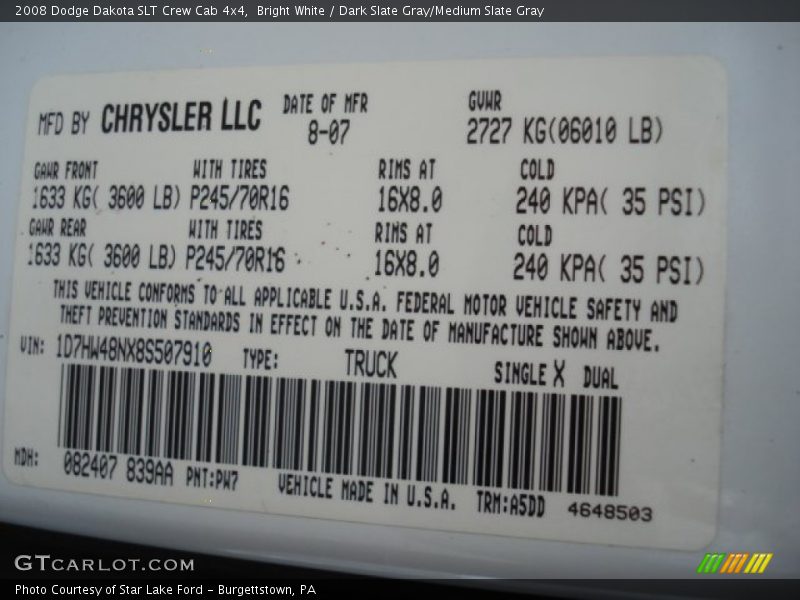 2008 Dodge Dakota SLT Crew Cab 4x4,  Bright White / Dark Slate Gray/Medium Slate Gray
MFD BY CHRYSLER LLC DATE OF MFR GVWR
8-07 2727 KG(06010 LB)
GAWR FRONT WITH TIRES RIMS AT COLD
1633 KG( 3600 LB) P245/70R16 16X8.0 240 KPA( 35 PSI)
GAWR REAR WITH TIRES RIMS AT COLD
1633 KG( 3600 LB) P245/70R16 16X8.0 240 KPA( 35 PSI)
THIS VEHICLE CONFORMS TO ALL APPLICABLE U.S.A. FEDERAL MOTOR VEHICLE SAFETY AND
THEFT PREVENTION STANDARDS IN EFFECT ON THE DATE OF MANUFACTURE SHOWN ABOVE.
VIN: 1D7HW48NX8S507910 TYPE: TRUCK SINGLE X DUAL
MDH: 082407 839AA PNT:PW7 VEHICLE MADE IN U.S.A. TRM:A5DD 4648503
GTCARLOT.COM
Photo Courtesy of Star Lake Ford - Burgettstown, PA